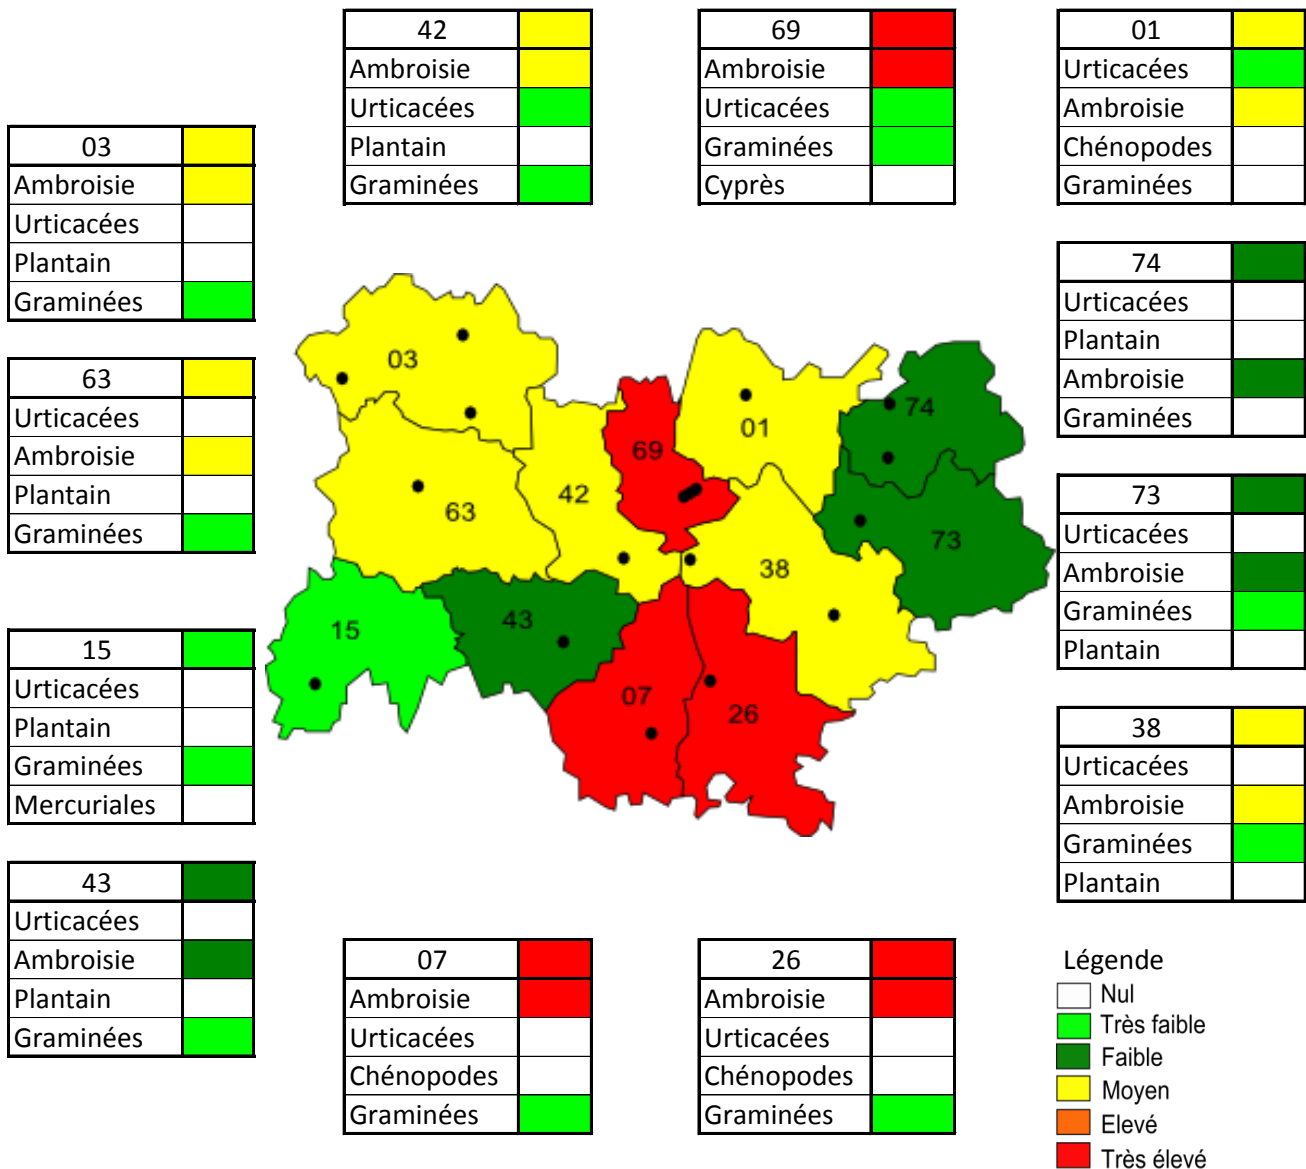 42
Ambroisie
Urticacées
Plantain
Graminées
69
Ambroisie
Urticacées
Graminées
Cyprès
01
Urticacées
Ambroisie
Chénopodes
Graminées
03
Ambroisie
Urticacées
Plantain
Graminées
74
Urticacées
Plantain
Ambroisie
Graminées
63
Urticacées
Ambroisie
Plantain
Graminées
73
Urticacées
Ambroisie
Graminées
Plantain
03
74
01
69
42
63
73
38
15
43
07
26
15
Urticacées
Plantain
Graminées
Mercuriales
38
Urticacées
Ambroisie
Graminées
Plantain
43
Urticacées
Ambroisie
Plantain
Graminées
07
Ambroisie
Urticacées
Chénopodes
Graminées
26
Ambroisie
Urticacées
Chénopodes
Graminées
Légende
Nul
Très faible
Faible
Moyen
Elevé
Très élevé